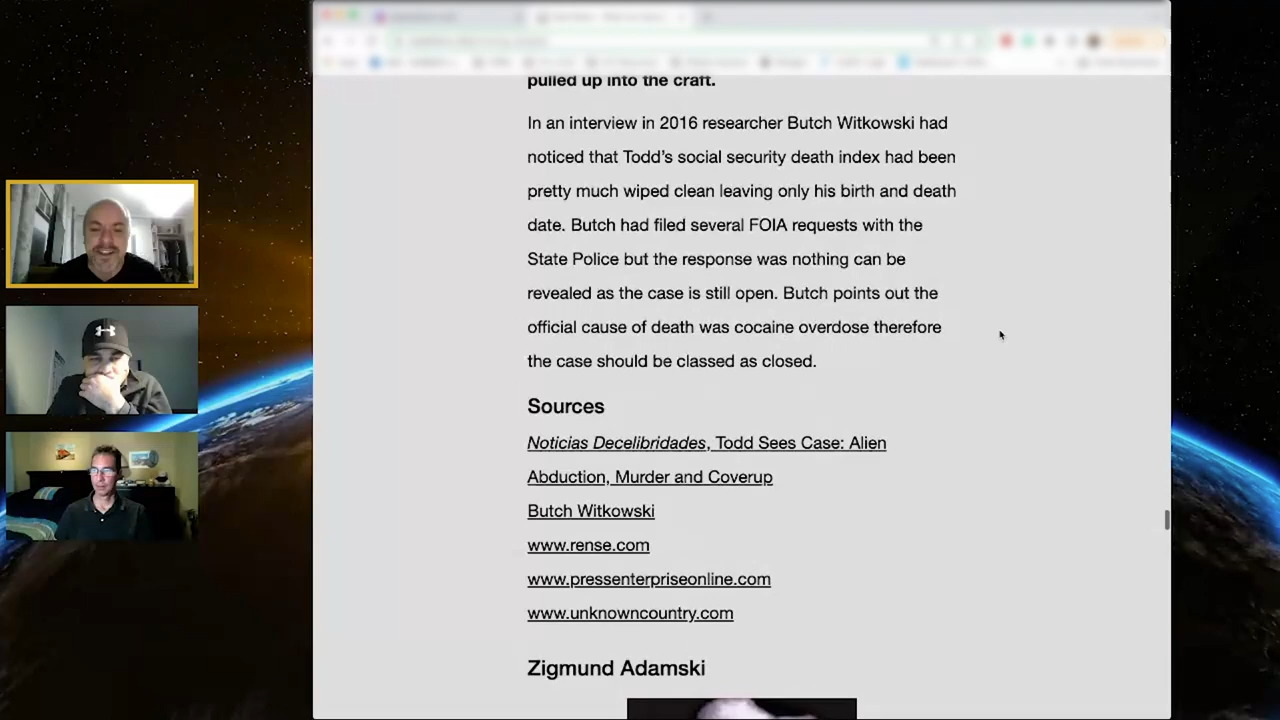 pulled up into the craft.
In an interview in 2016 researcher Butch Witkowski had
noticed that Todd's social security death index had been
pretty much wiped clean leaving only his birth and death
date. Butch had filed several FOIA requests with the
State Police but the response was nothing can be
revealed as the case is still open. Butch points out the
official cause of death was cocaine overdose therefore
the case should be classed as closed.
Sources
Noticias Decelibridades, Todd Sees Case: Alien
Abduction, Murder and Coverup
Butch Witkowski
www.rense.com
www.pressenterpriseonline.com
www.unknowncountry.com
Zigmund Adamski